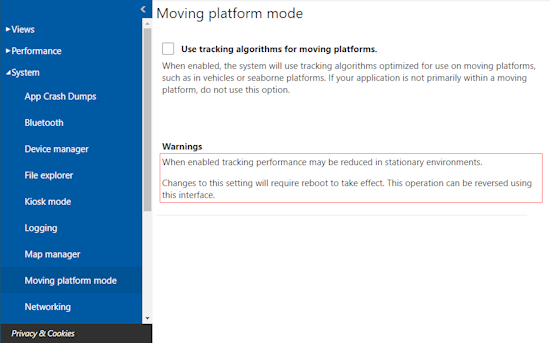 Views
Performance
System
App Crash Dumps
Bluetooth
Device manager
File explorer
Kiosk mode
Logging
Map manager
Moving platform mode
Networking
Privacy & Cookies
Moving platform mode
Use tracking algorithms for moving platforms.
When enabled, the system will use tracking algorithms optimized for use on moving platforms,
such as in vehicles or seaborne platforms. If your application is not primarily within a moving
platform, do not use this option.
Warnings
When enabled tracking performance may be reduced in stationary environments.
Changes to this setting will require reboot to take effect. This operation can be reversed using
this interface.